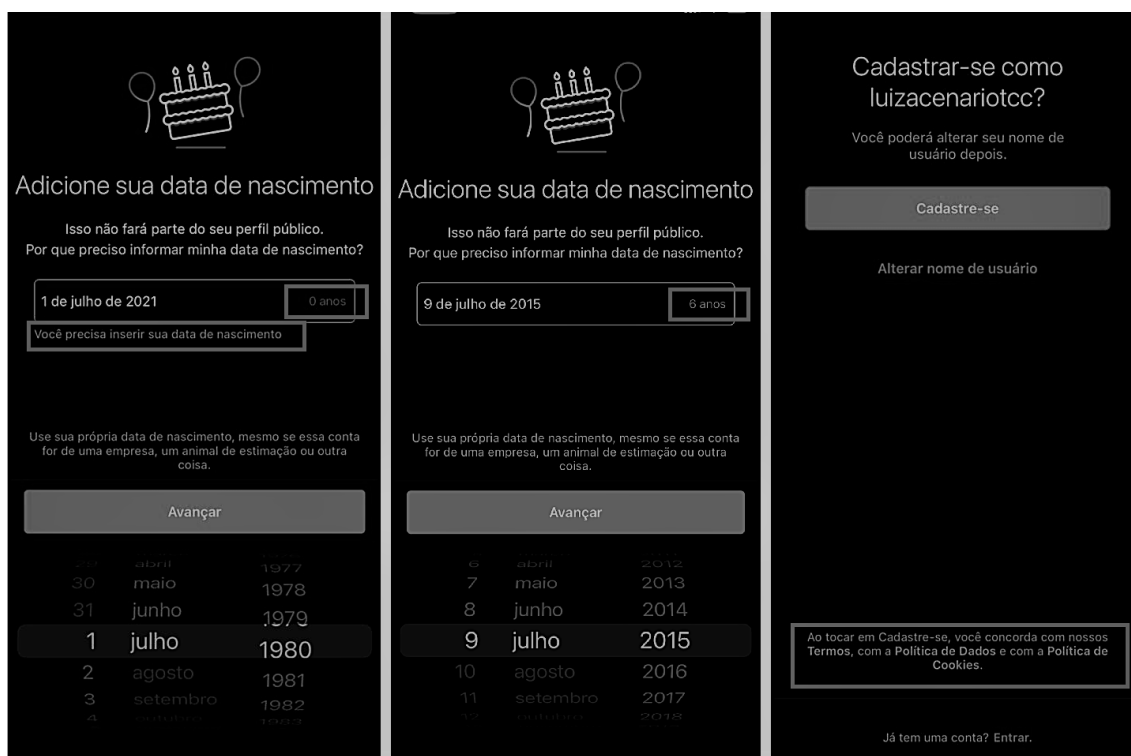 Adicione sua data de nascimento
Isso não fará parte do seu perfil público.
Por que preciso informar minha data de nascimento?
1 de julho de 2021
0 anos
Você precisa inserir sua data de nascimento
Use sua própria data de nascimento, mesmo se essa conta
for de uma empresa, um animal de estimação ou outra
coisa.
Avançar
abril 1977
30 maio 1978
31 junho 1979
1 julho 1980
2 agosto 1981
3 setembro 1982
4 outubro 1983
Adicione sua data de nascimento
Isso não fará parte do seu perfil público.
Por que preciso informar minha data de nascimento?
9 de julho de 2015
6 anos
Use sua própria data de nascimento, mesmo se essa conta
for de uma empresa, um animal de estimação ou outra
coisa.
Avançar
6 abril 2012
7 maio 2013
8 junho 2014
9 julho 2015
10 agosto 2016
11 setembro 2017
12 outubro 2018
Cadastrar-se como
luizacenariotcc?
Você poderá alterar seu nome de
usuário depois.
Cadastre-se
Alterar nome de usuário
Ao tocar em Cadastre-se, você concorda com nossos
Termos, com a Política de Dados e com a Política de
Cookies.
Já tem uma conta? Entrar.